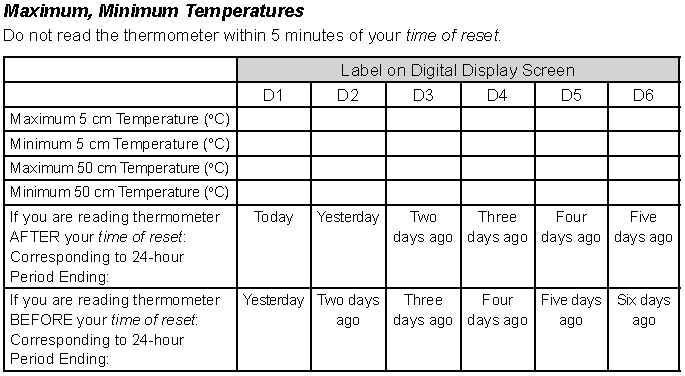 Maximum, Minimum Temperatures
Do not read the thermometer within 5 minutes of your time of reset.
Label on Digital Display Screen
D1 D2 D3 D4 D5 D6
Maximum 5 cm Temperature (°C)
Minimum 5 cm Temperature (°C)
Maximum 50 cm Temperature (°C)
Minimum 50 cm Temperature (°C)
If you are reading thermometer
AFTER your time of reset:
Corresponding to 24-hour
Period Ending:
Today
Yesterday
Two
days ago
Three
days ago
Four
days ago
Five
days ago
If you are reading thermometer
BEFORE your time of reset:
Corresponding to 24-hour
Period Ending:
Yesterday
Two days
ago
Three
days ago
Four
days ago
Five days
ago
Six days
ago